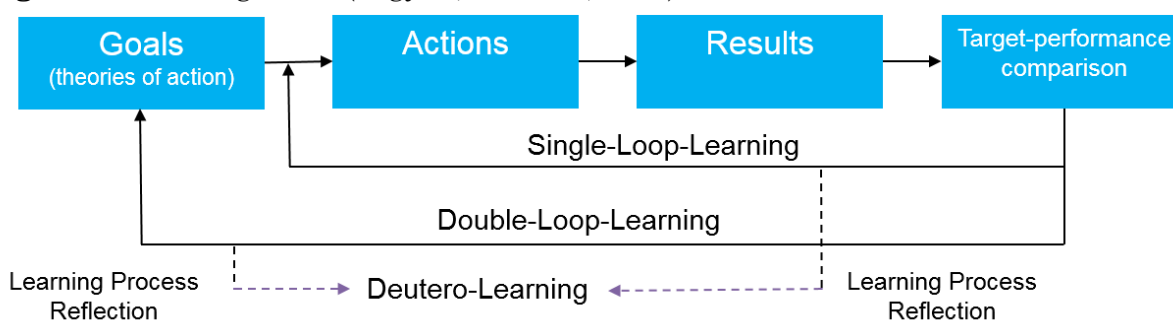 Goals
(theories of action)
Actions
Results
Target-performance
comparison
Single-Loop-Learning
Double-Loop-Learning
Learning Process
Reflection
Deutero-Learning
Learning Process
Reflection